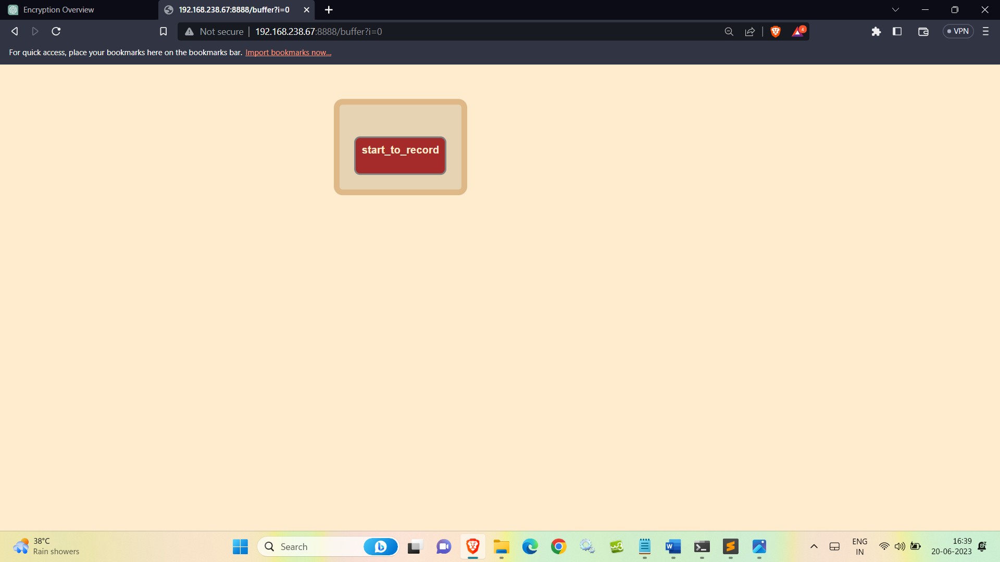 Encryption Overview
192.168.238.67:8888/buffer?i=0
Not secure
192.168.238.67:8888/buffer?i=0
4
VPN
For quick access, place your bookmarks here on the bookmarks bar. Import bookmarks now...
start_to_record
38°C
Rain showers
Search
ENG
IN
16:39
20-06-2023